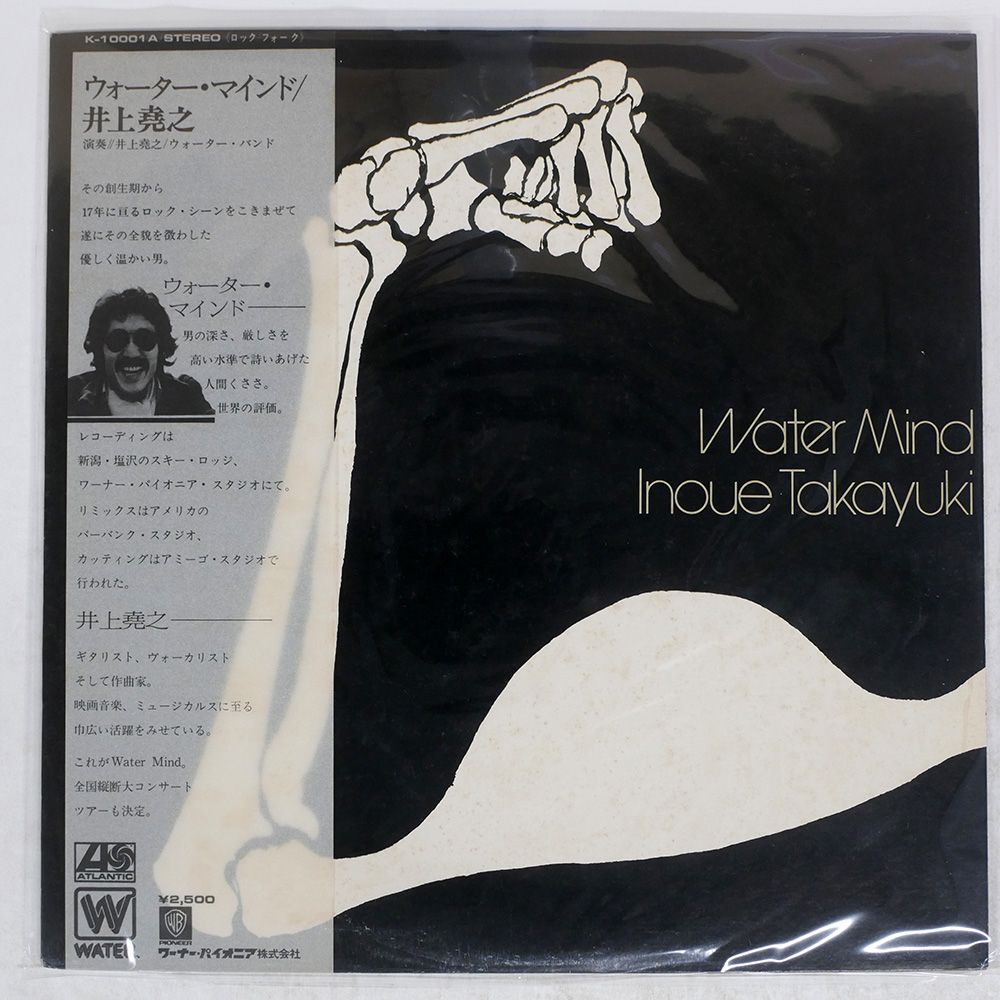 K-10001A/STEREO《ロック/フォーク》
ウォーター・マインド/
井上堯之
演奏//井上堯之/ウォーター・バンド
その創生期から
17年に亘るロック・シーンをこきまぜて
遂にその全貌を徴わした
優しく温かい男。
ウォーター・
マインド——
男の深さ、厳しさを
高い水準で詩いあげた
人間くささ。
世界の評価。
レコーディングは
新潟・塩沢のスキー・ロッジ、
ワーナー・パイオニア・スタジオにて。
リミックスはアメリカの
バーバンク・スタジオ、
カッティングはアミーゴ・スタジオで
行われた。
井上堯之————
ギタリスト、ヴォーカリスト
そして作曲家。
映画音楽、ミュージカルスに至る
巾広い活躍をみせている。
これがWater Mind。
全国縦断大コンサート
ツアーも決定。
ATLANTIC
W
WATER
¥2,500
WB
PIONEER
ワーナー・パイオニア株式会社
Water Mind
Inoue Takayuki